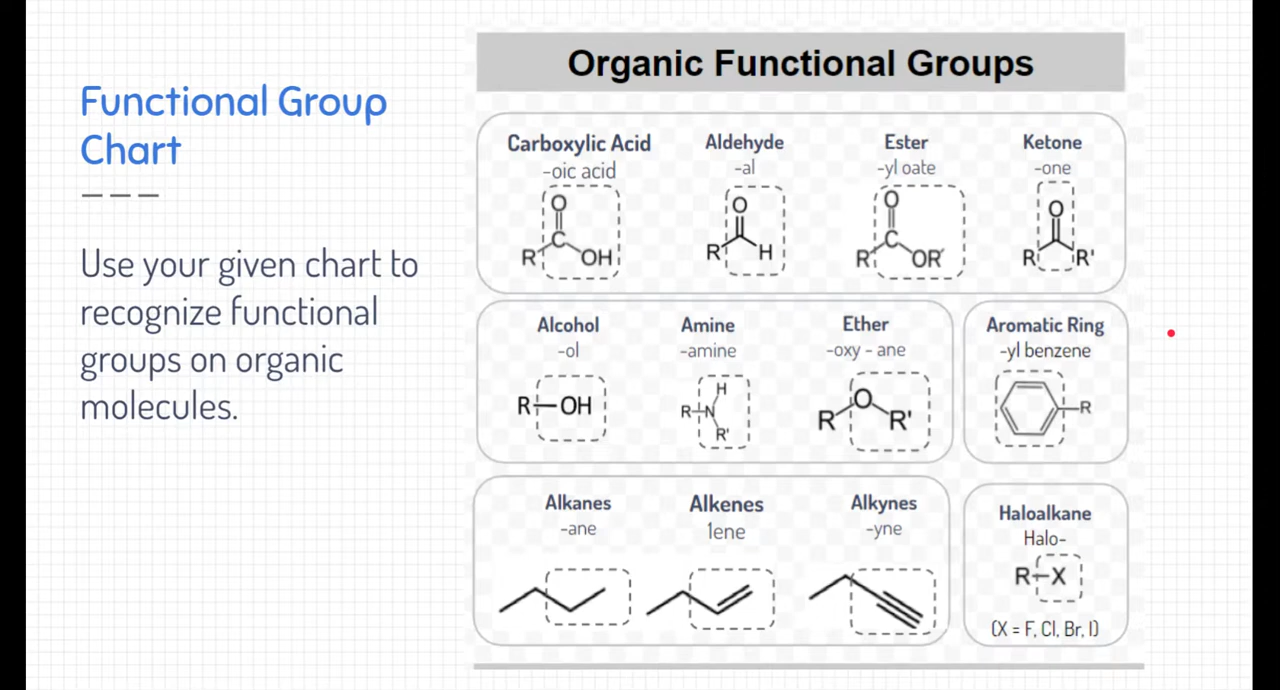 Functional Group
Chart
Use your given chart to
recognize functional
groups on organic
molecules.
Organic Functional Groups
Carboxylic Acid
-oic acid
O
C
R OH
Aldehyde
-al
O
R H
Ester
-yl oate
O
C
R OR'
Ketone
-one
O
R R'
Alcohol
-ol
R—OH
Amine
-amine
H
R-N
R'
Ether
-oxy - ane
O
R R'
Aromatic Ring
-yl benzene
R
Alkanes
-ane
Alkenes
1ene
Alkynes
-yne
Haloalkane
Halo-
R-X
(X = F, Cl, Br, I)